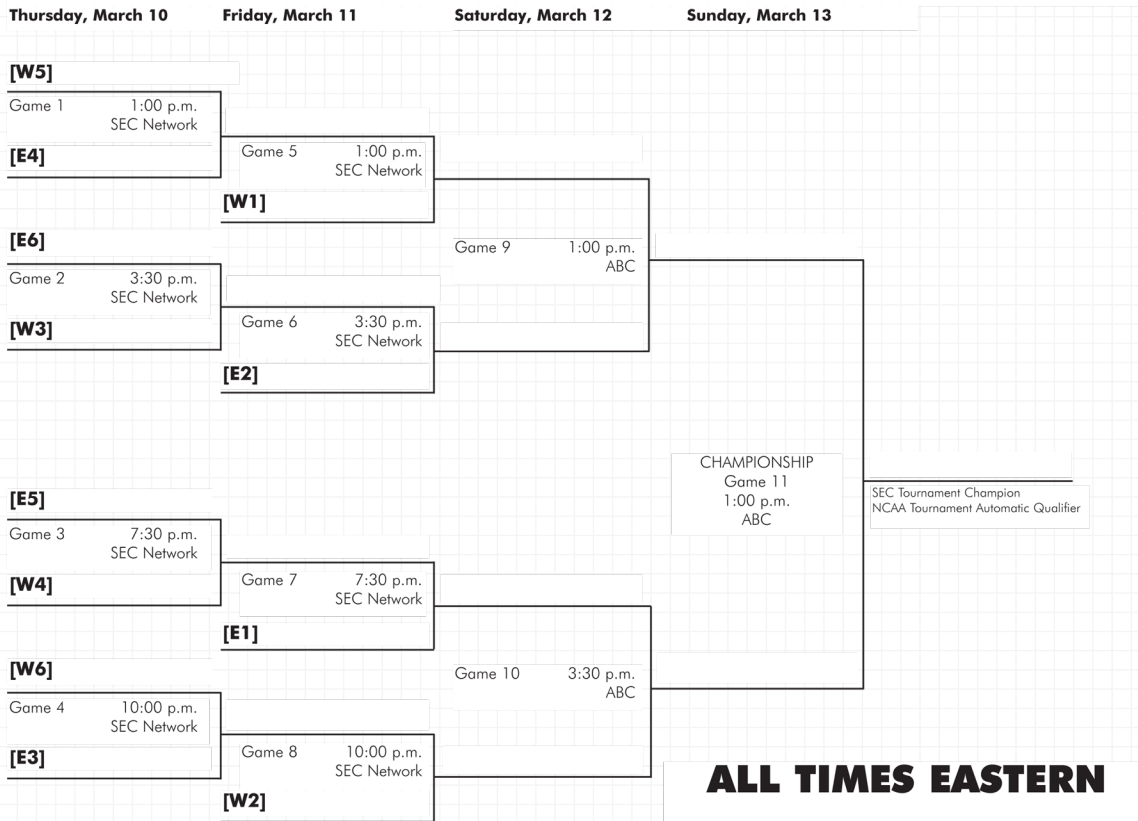 Thursday, March 10 Friday, March 11 Saturday, March 12 Sunday, March 13
[W5]
Game 1 1:00 p.m.
SEC Network
[E4]
Game 5 1:00 p.m.
SEC Network
[W1]
[E6]
Game 2 3:30 p.m.
SEC Network
[W3]
Game 6 3:30 p.m.
SEC Network
[E2]
Game 9 1:00 p.m.
ABC
[E5]
Game 3 7:30 p.m.
SEC Network
[W4]
Game 7 7:30 p.m.
SEC Network
[E1]
[W6]
Game 4 10:00 p.m.
SEC Network
[E3]
Game 8 10:00 p.m.
SEC Network
[W2]
Game 10 3:30 p.m.
ABC
CHAMPIONSHIP
Game 11
1:00 p.m.
ABC
SEC Tournament Champion
NCAA Tournament Automatic Qualifier
ALL TIMES EASTERN